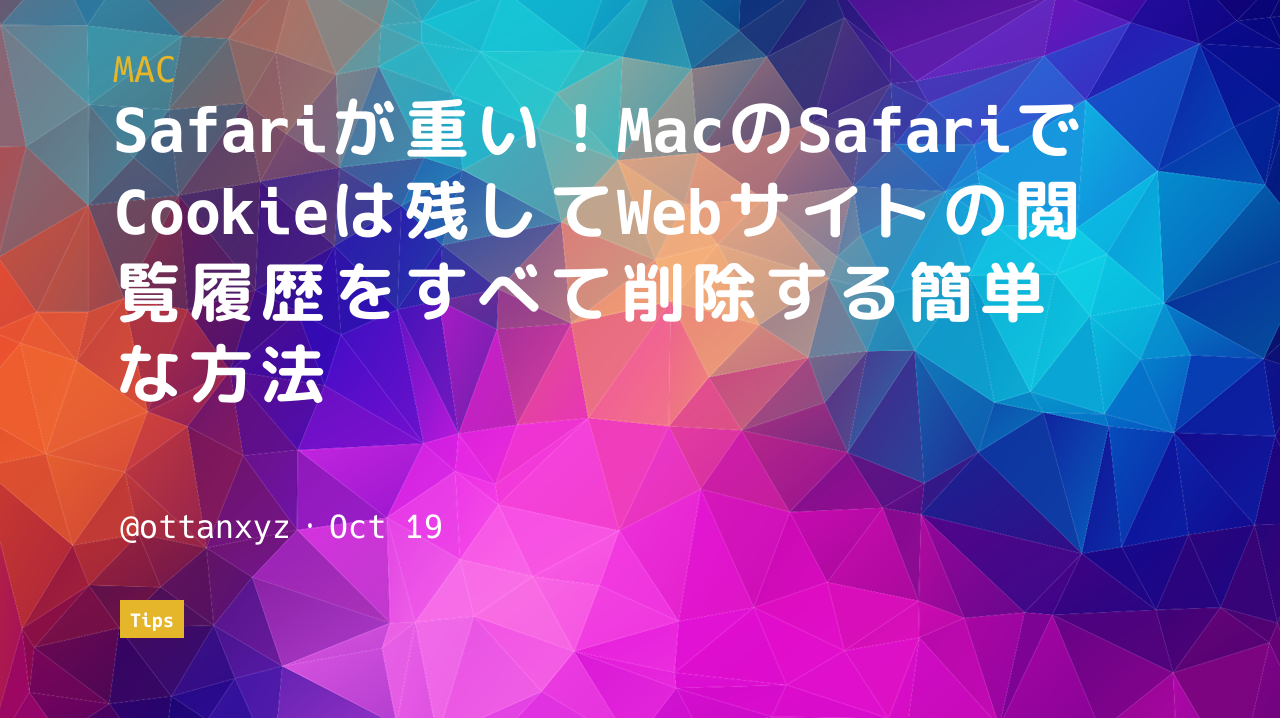 MAC
Safariが重い！MacのSafariで
Cookieは残してWebサイトの閲
覧履歴をすべて削除する簡単
な方法
@ottanxyz・Oct 19
Tips